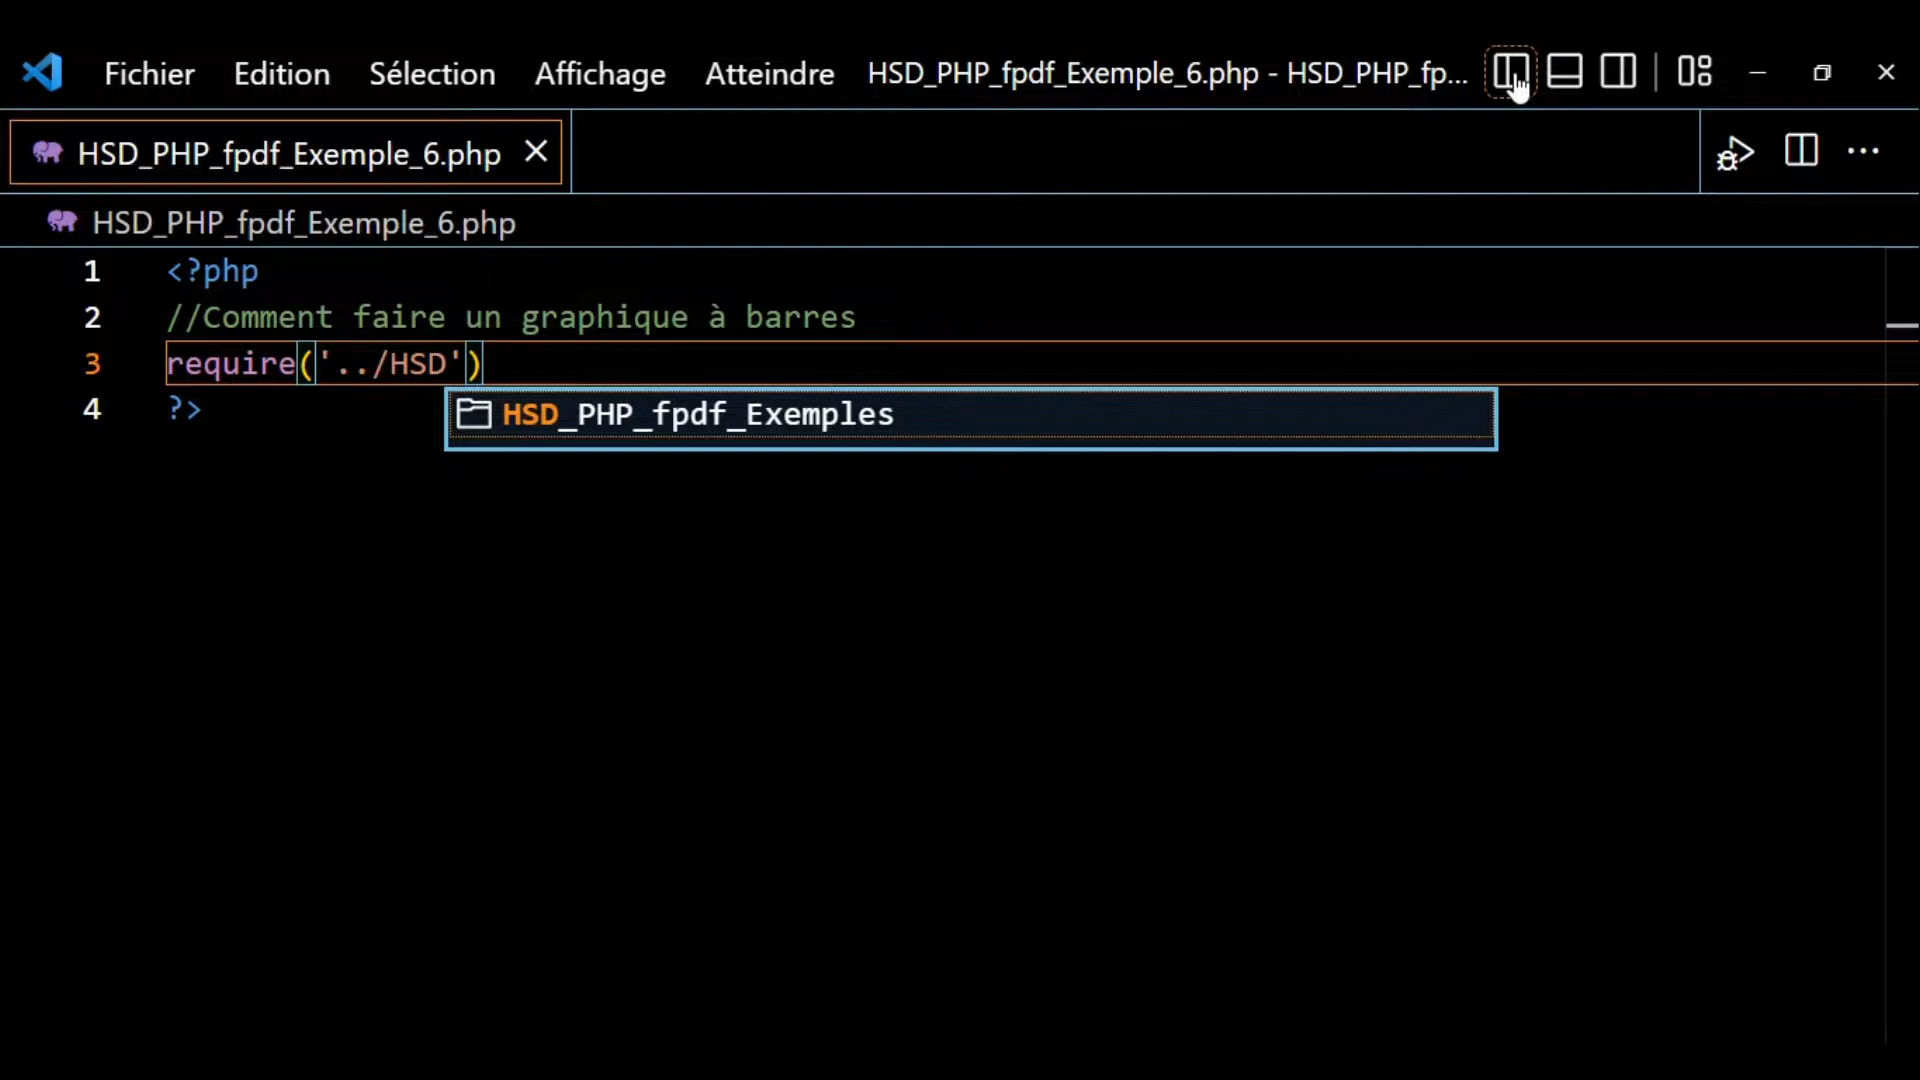 Fichier Edition Sélection Affichage Atteindre HSD_PHP_fpdf_Exemple_6.php - HSD_PHP_fp...
HSD_PHP_fpdf_Exemple_6.php
HSD_PHP_fpdf_Exemple_6.php
1 <?php
2 //Comment faire un graphique à barres
3 require('../HSD')
HSD_PHP_fpdf_Exemples
4 ?>